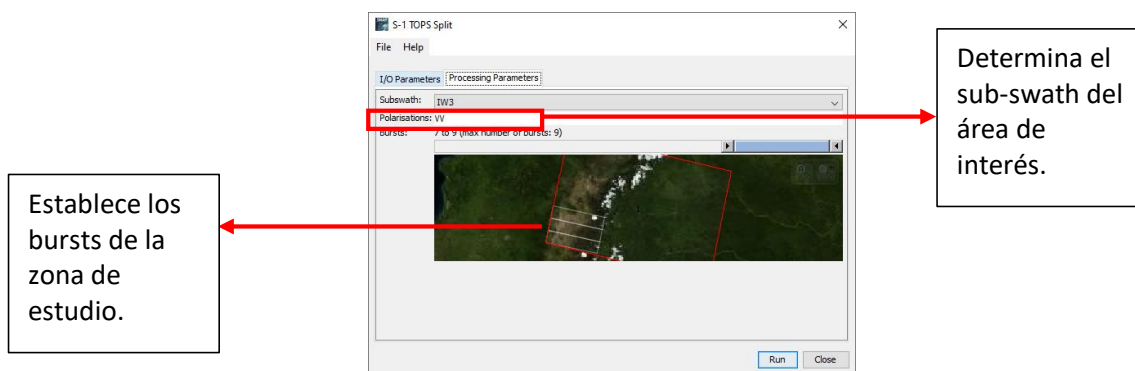 S-1 TOPS Split
File Help
I/O Parameters Processing Parameters
Subswath: IW3
Polarisations: VV
Bursts: 7 to 9 (max number of bursts: 9)
Run Close
Determina el
sub-swath del
área de
interés.
Establece los
bursts de la
zona de
estudio.